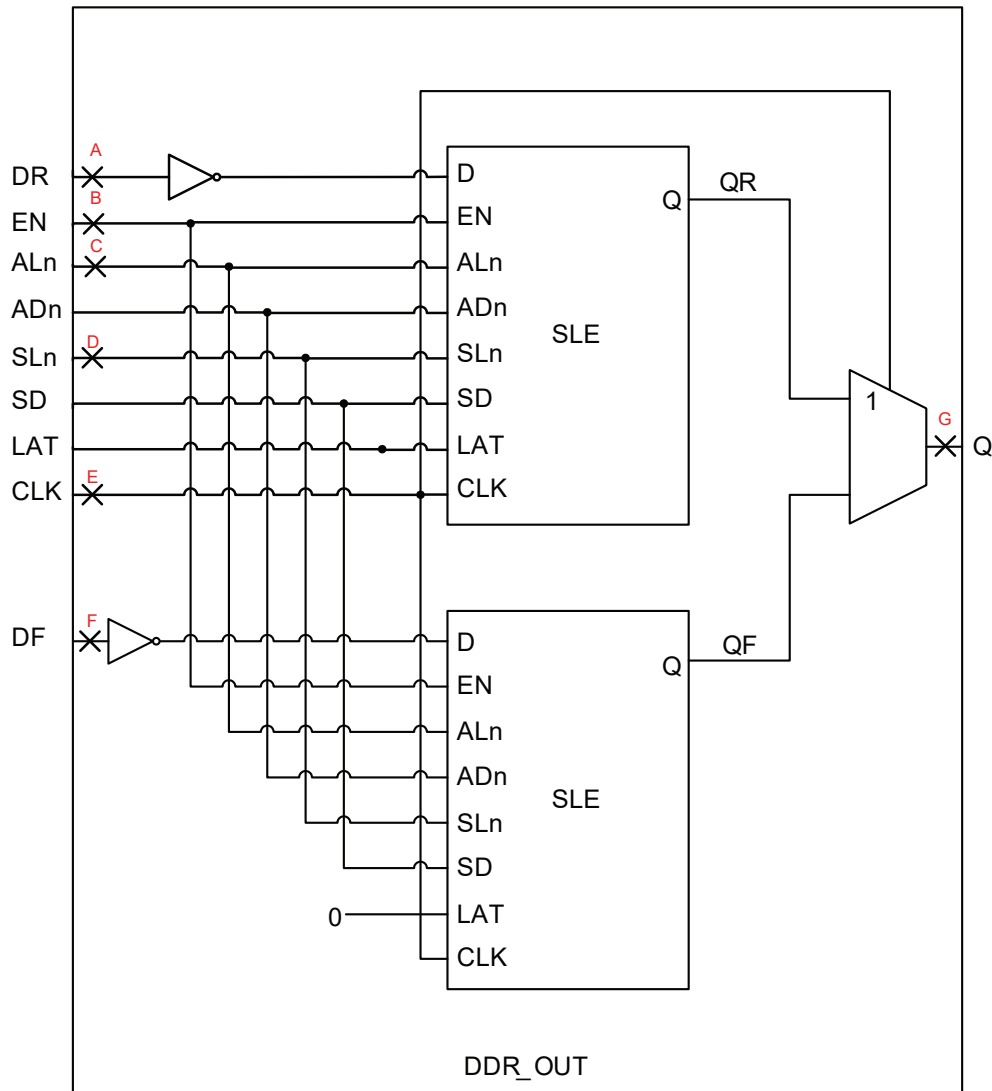 A
DR
B
EN
C
ALn
ADn
D
SLn
SD
LAT
E
CLK
D
EN
ALn
ADn
SLn
SD
LAT
CLK
SLE
Q
QR
1
G
Q
F
DF
D
EN
ALn
ADn
SLn
SD
0
LAT
CLK
SLE
Q
QF
DDR_OUT